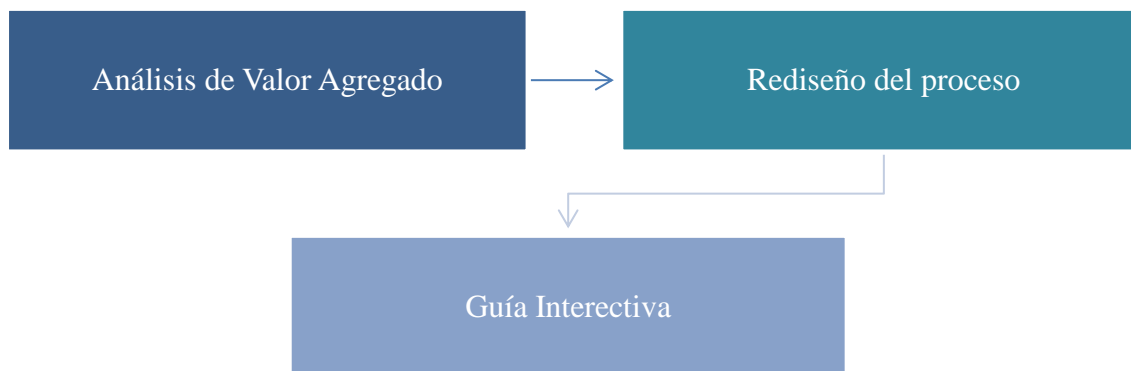 Análisis de Valor Agregado
Rediseño del proceso
Guía Interectiva